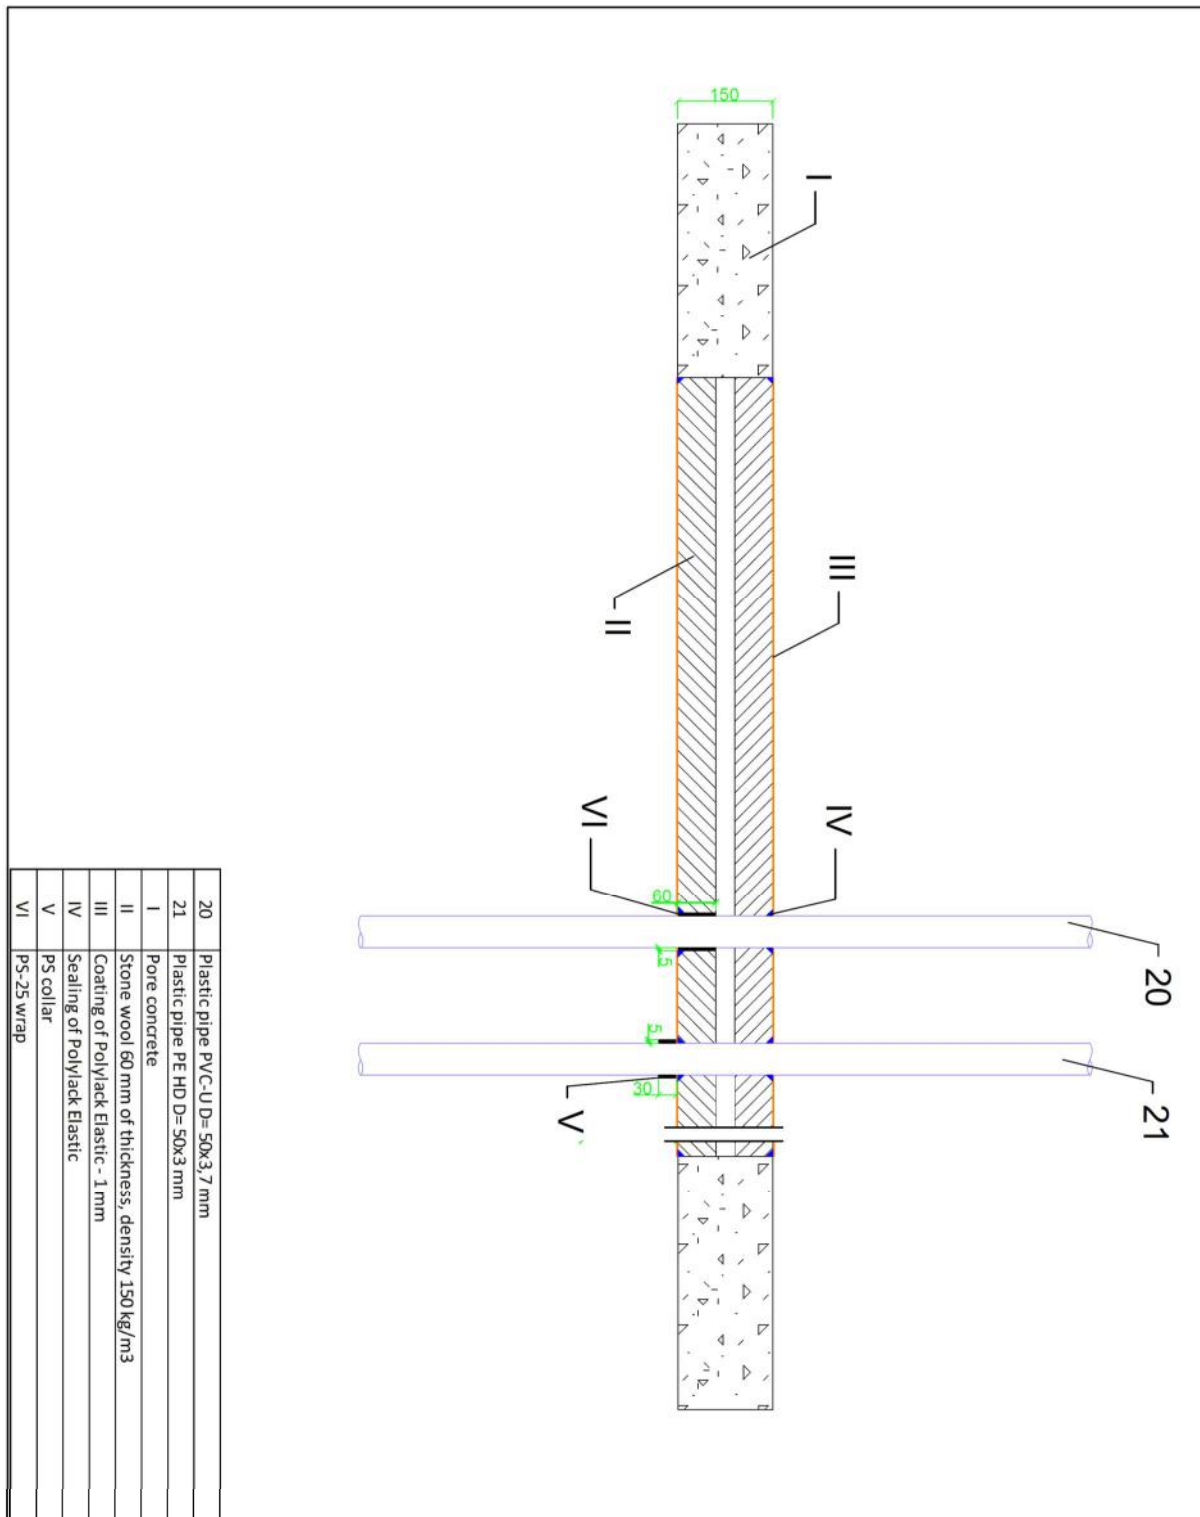 150
I
III
II
VI
IV
60
5
20
5
30
V
21
20 Plastic pipe PVC-U D= 50x3,7 mm
21 Plastic pipe PE HD D= 50x3 mm
I Pore concrete
II Stone wool 60 mm of thickness, density 150 kg/m3
III Coating of Polylack Elastic - 1 mm
IV Sealing of Polylack Elastic
V PS collar
VI PS-25 wrap